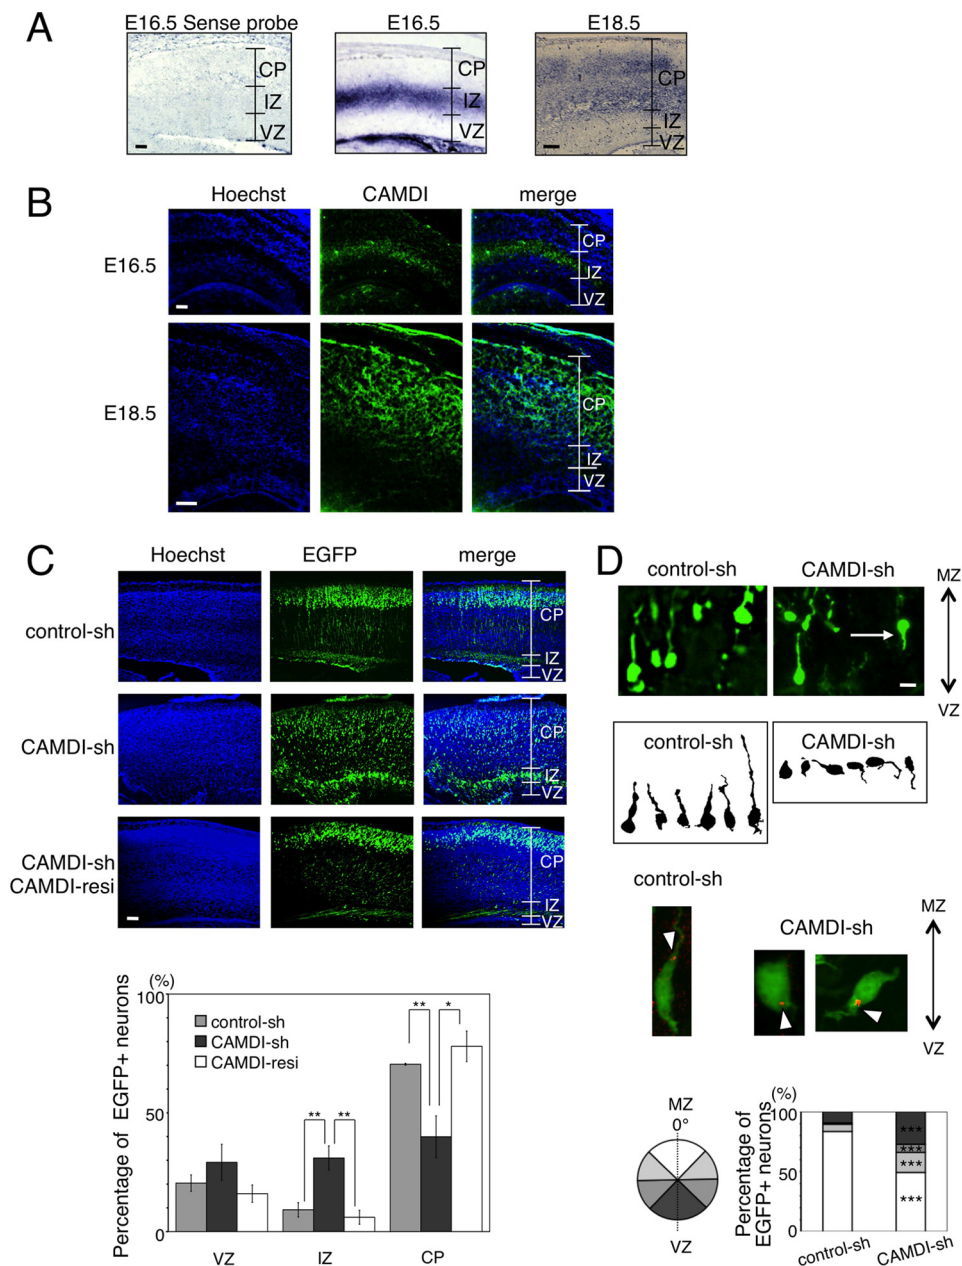 A
E16.5 Sense probe
E16.5
E18.5
CP
IZ
VZ
CP
IZ
VZ
CP
IZ
VZ
B
Hoechst
CAMDI
merge
E16.5
CP
IZ
VZ
E18.5
CP
IZ
VZ
C
Hoechst
EGFP
merge
control-sh
CP
IZ
VZ
CAMDI-sh
CP
IZ
VZ
CAMDI-sh
CAMDI-resi
CP
IZ
VZ
Percentage of EGFP+ neurons
(%)
100
50
0
control-sh
CAMDI-sh
CAMDI-resi
**
**
**
*
VZ
IZ
CP
D
control-sh
CAMDI-sh
MZ
VZ
control-sh
CAMDI-sh
control-sh
CAMDI-sh
MZ
VZ
MZ
0°
VZ
Percentage of
EGFP+ neurons
(%)
100
50
0
***
***
***
***
control-sh
CAMDI-sh